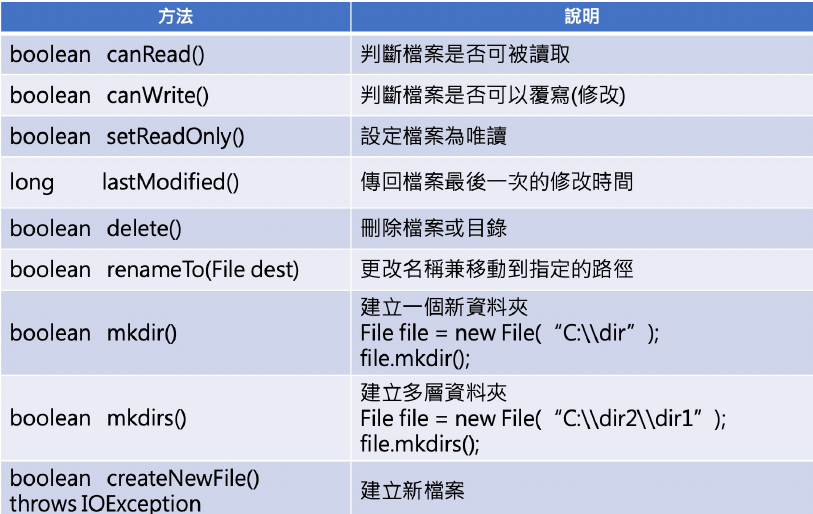 方法 說明
boolean canRead() 判斷檔案是否可被讀取
boolean canWrite() 判斷檔案是否可以覆寫(修改)
boolean setReadOnly() 設定檔案為唯讀
long lastModified() 傳回檔案最後一次的修改時間
boolean delete() 刪除檔案或目錄
boolean renameTo(File dest) 更改名稱兼移動到指定的路徑
boolean mkdir()
建立一個新資料夾
File file = new File(“C:\\dir”);
file.mkdir();
boolean mkdirs()
建立多層資料夾
File file = new File(“C:\\dir2\\dir1”);
file.mkdirs();
boolean createNewFile()
throws IOException
建立新檔案